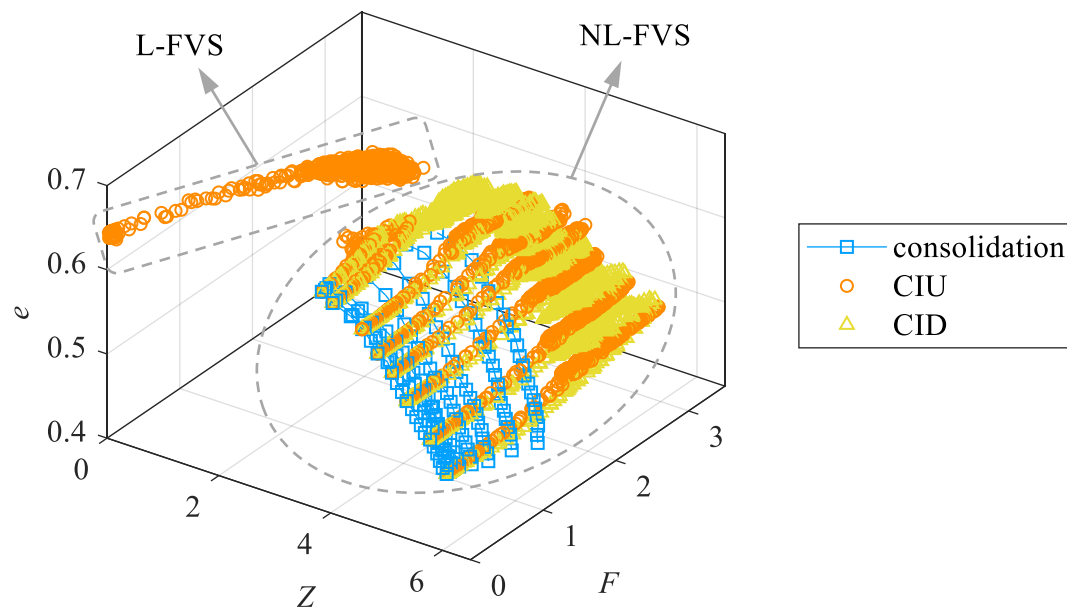 L-FVS
NL-FVS
0.7
0.6
0.5
0.4
e
0
2
4
6
Z
0
1
2
3
F
consolidation
CIU
CID